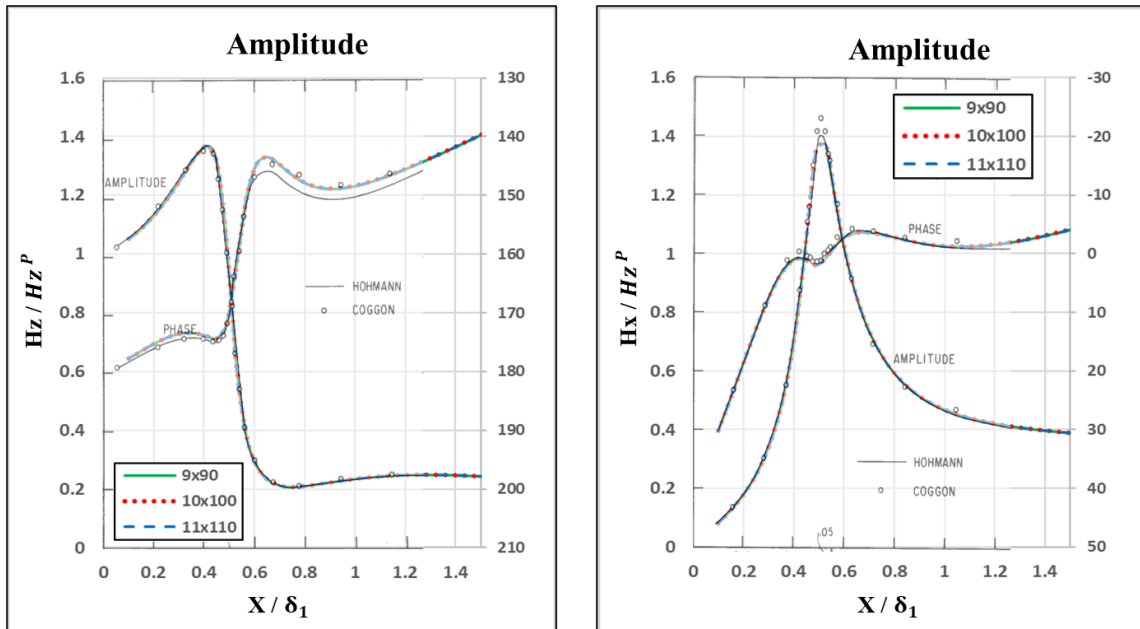 Amplitude
1.6
1.4
1.2
1
0.8
0.6
0.4
0.2
0
130
140
150
160
170
180
190
200
210
0 0.2 0.4 0.6 0.8 1 1.2 1.4
Hz / Hz^P
X / δ₁
AMPLITUDE
PHASE
HOHMANN
COGGON
9x90
10x100
11x110
Amplitude
1.6
1.4
1.2
1
0.8
0.6
0.4
0.2
0
-30
-20
-10
0
10
20
30
40
50
0 0.2 0.4 0.6 0.8 1 1.2 1.4
Hx / Hz^P
X / δ₁
9x90
10x100
11x110
PHASE
AMPLITUDE
HOHMANN
COGGON
.05